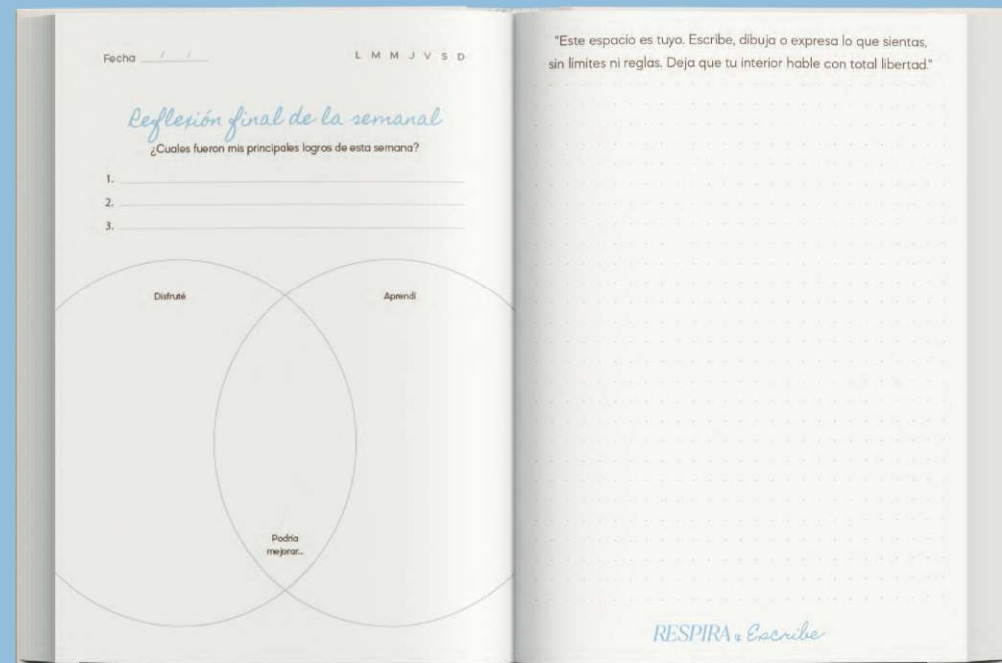 Fecha / /
L M M J V S D
Reflexión final de la semanal
¿Cuales fueron mis principales logros de esta semana?
1.
2.
3.
Disfruté
Aprendí
Podría
mejorar...
"Este espacio es tuyo. Escribe, dibuja o expresa lo que sientas,
sin límites ni reglas. Deja que tu interior hable con total libertad."
RESPIRA & Escribe